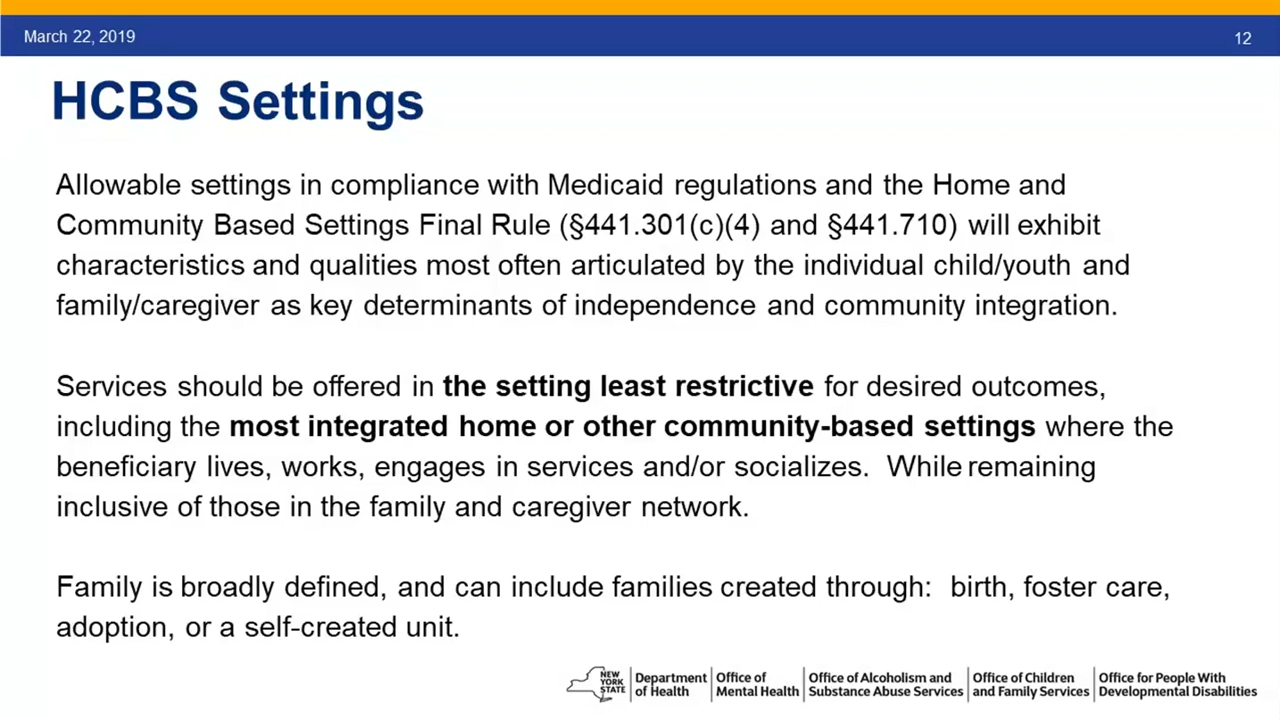 March 22, 2019
12
HCBS Settings
Allowable settings in compliance with Medicaid regulations and the Home and
Community Based Settings Final Rule (§441.301(c)(4) and §441.710) will exhibit
characteristics and qualities most often articulated by the individual child/youth and
family/caregiver as key determinants of independence and community integration.
Services should be offered in the setting least restrictive for desired outcomes,
including the most integrated home or other community-based settings where the
beneficiary lives, works, engages in services and/or socializes.  While remaining
inclusive of those in the family and caregiver network.
Family is broadly defined, and can include families created through:  birth, foster care,
adoption, or a self-created unit.
NEW YORK STATE
Department of Health
Office of Mental Health
Office of Alcoholism and Substance Abuse Services
Office of Children and Family Services
Office for People With Developmental Disabilities